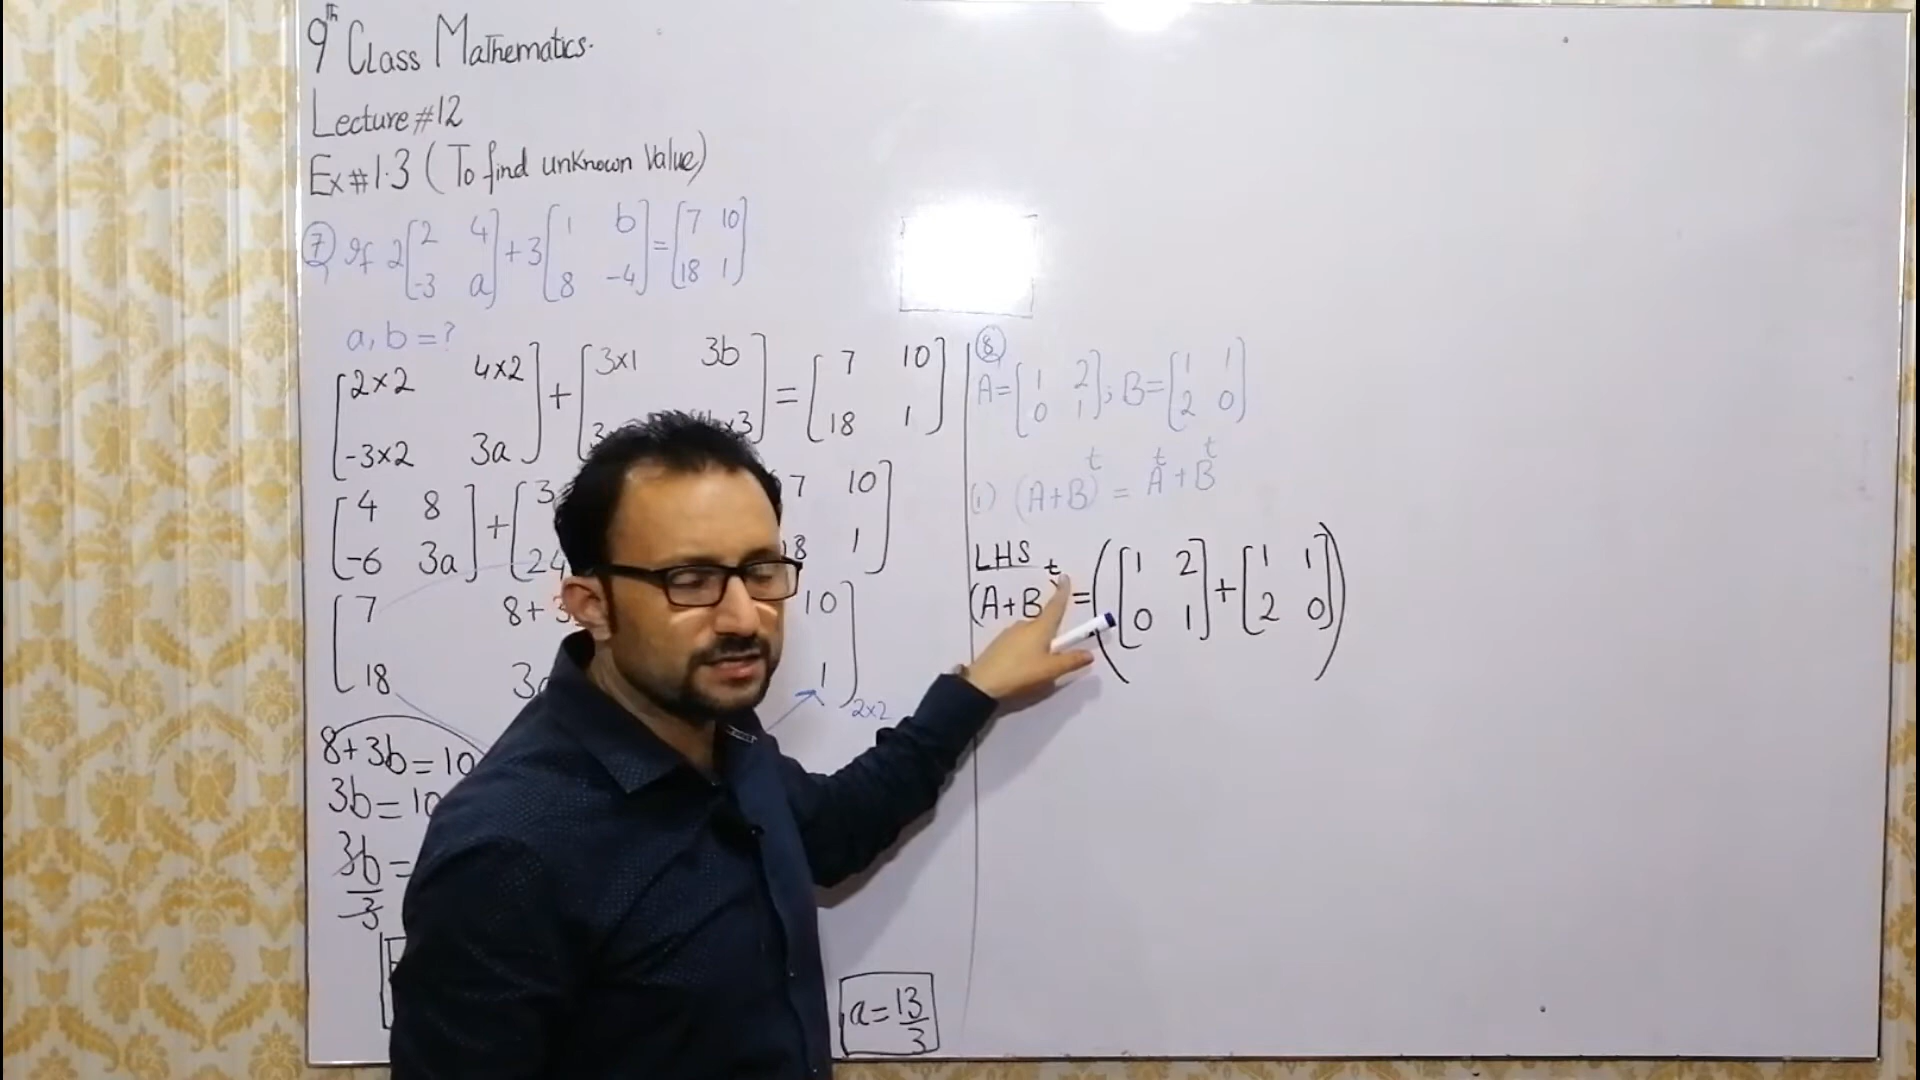 9th Class Mathematics.
Lecture #12
Ex#1.3 (To find unknown Value)
7 If 2[2 4; -3 a] + 3[1 b; 8 -4] = [7 10; 18 1]
a, b = ?
[2×2 4×2; -3×2 3a] + [3×1 3b; ×3] = [7 10; 18 1]
[4 8; -6 3a] + [3; 24 7 10; 18 1]
[7 8+3; 18 3a 10; 1] 2×2
8+3b=10
3b=10
3b/3 =
a=13/3
8
A=[1 2; 0 1]; B=[1 1; 2 0]
(i) (A+B)^t = A^t + B^t
LHS
(A+B)^t = ([1 2; 0 1] + [1 1; 2 0])